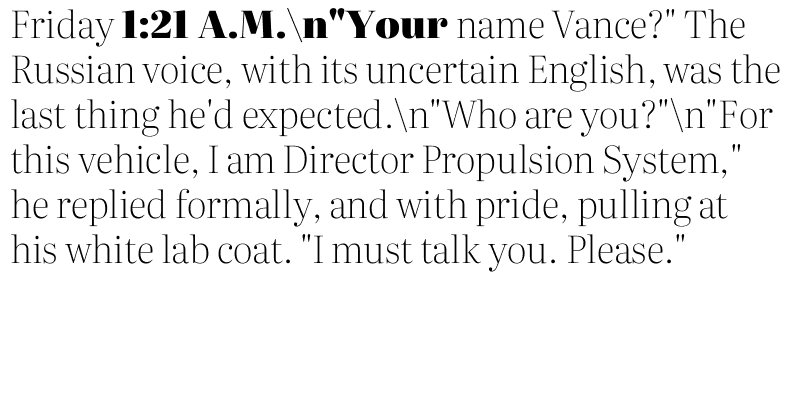 Friday 1:21 A.M.\n"Your name Vance?" The
Russian voice, with its uncertain English, was the
last thing he'd expected.\n"Who are you?"\n"For
this vehicle, I am Director Propulsion System,"
he replied formally, and with pride, pulling at
his white lab coat. "I must talk you. Please."